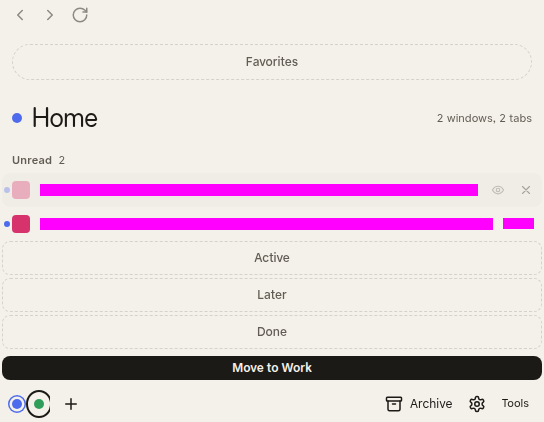 Favorites
Home
2 windows, 2 tabs
Unread 2
Active
Later
Done
Move to Work
Archive
Tools